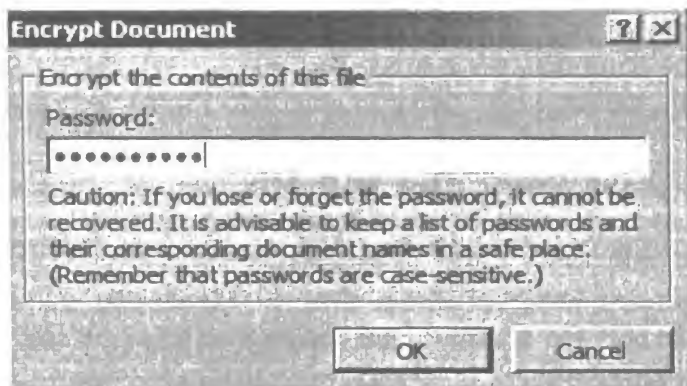 Encrypt Document
Encrypt the contents of this file
Password:
••••••••••
Caution: If you lose or forget the password, it cannot be
recovered. It is advisable to keep a list of passwords and
their corresponding document names in a safe place.
(Remember that passwords are case-sensitive.)
OK Cancel